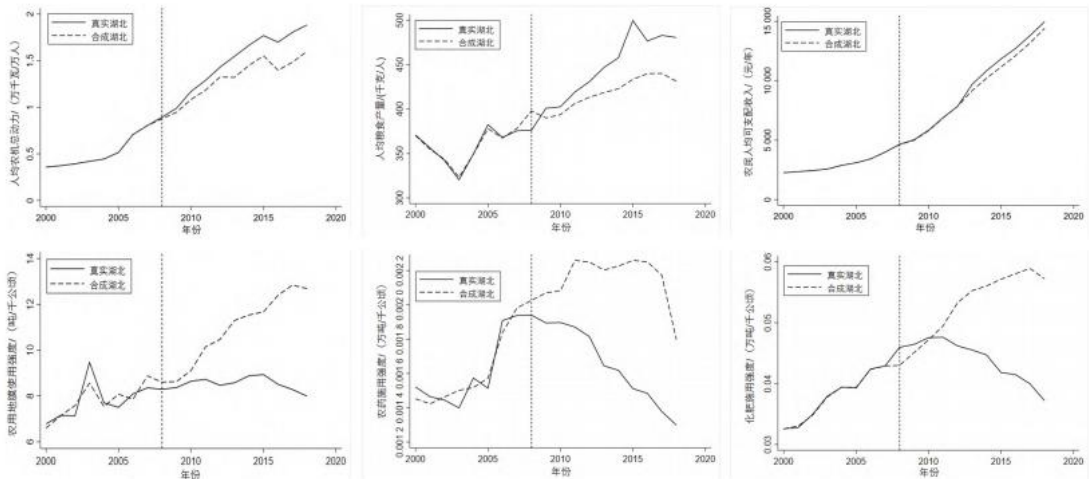 人均农机总动力/（万千瓦/万人）
2
1.5
1
0.5
0
真实湖北
合成湖北
2000 2005 2010 2015 2020
年份
人均粮食产量/(千克/人)
500
450
400
350
300
真实湖北
合成湖北
2000 2005 2010 2015 2020
年份
农民人均可支配收入/（元/年）
15 000
10 000
5 000
0
真实湖北
合成湖北
2000 2005 2010 2015 2020
年份
农用地膜使用强度/（吨/千公顷）
14
12
10
8
6
真实湖北
合成湖北
2000 2005 2010 2015 2020
年份
农药施用强度/（万吨/千公顷）
0.001 2 0.001 4 0.001 6 0.001 8 0.002 0.002 2
真实湖北
合成湖北
2000 2005 2010 2015 2020
年份
化肥施用强度/（万吨/千公顷）
0.06
0.05
0.04
0.03
真实湖北
合成湖北
2000 2005 2010 2015 2020
年份